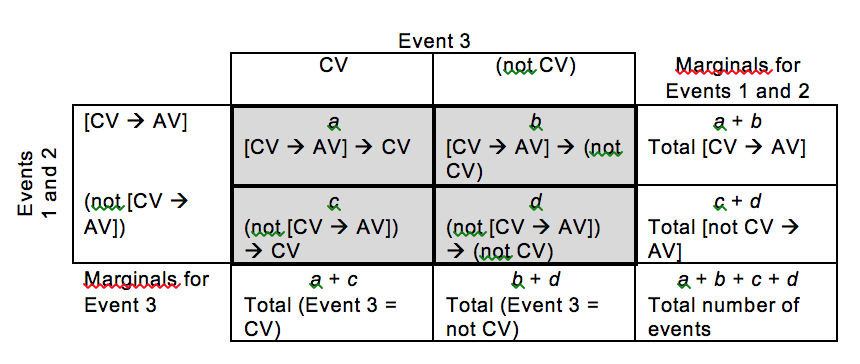 Event 3
CV
(not CV)
Marginals for
Events 1 and 2
Events
1 and 2
[CV → AV]
a
[CV → AV] → CV
b
[CV → AV] → (not
CV)
a + b
Total [CV → AV]
(not [CV →
AV])
c
(not [CV → AV])
→ CV
d
(not [CV → AV])
→ (not CV)
c + d
Total [not CV →
AV]
Marginals for
Event 3
a + c
Total (Event 3 =
CV)
b + d
Total (Event 3 =
not CV)
a + b + c + d
Total number of
events